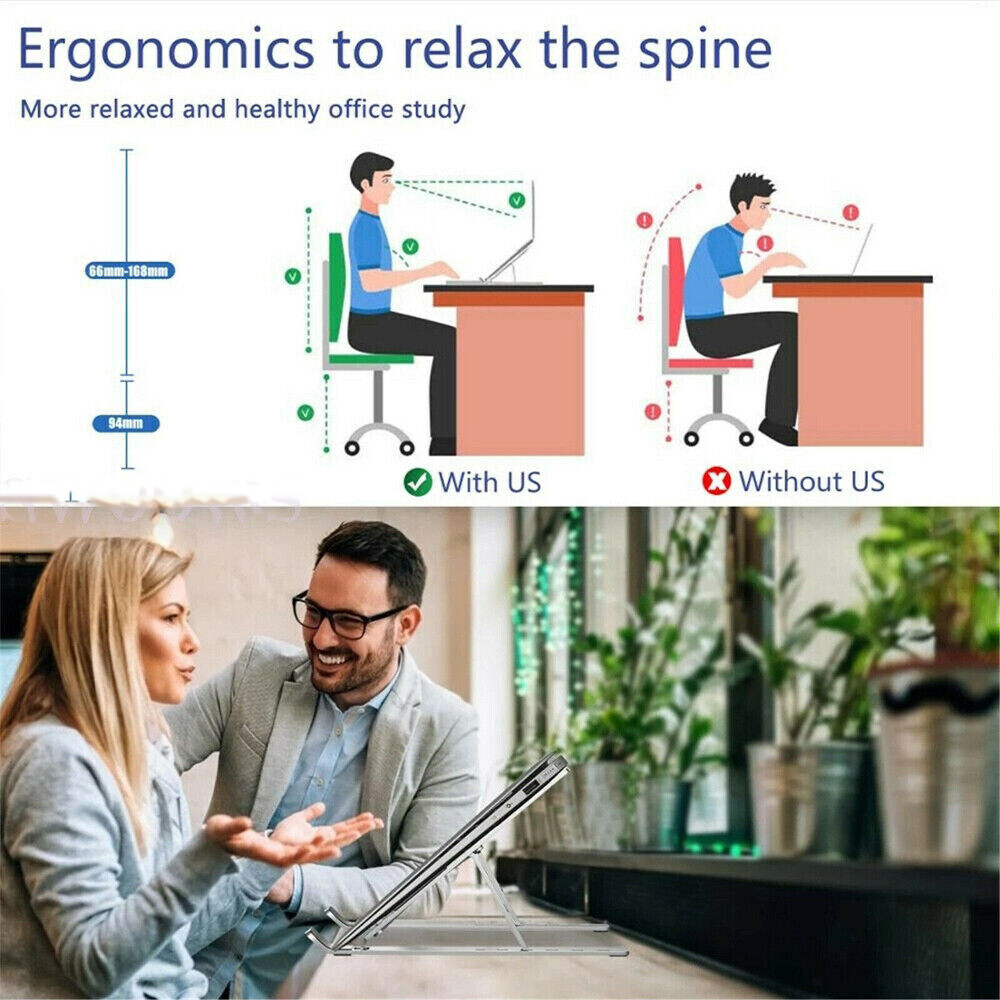 Ergonomics to relax the spine
More relaxed and healthy office study
66mm-168mm
94mm
With US
Without US